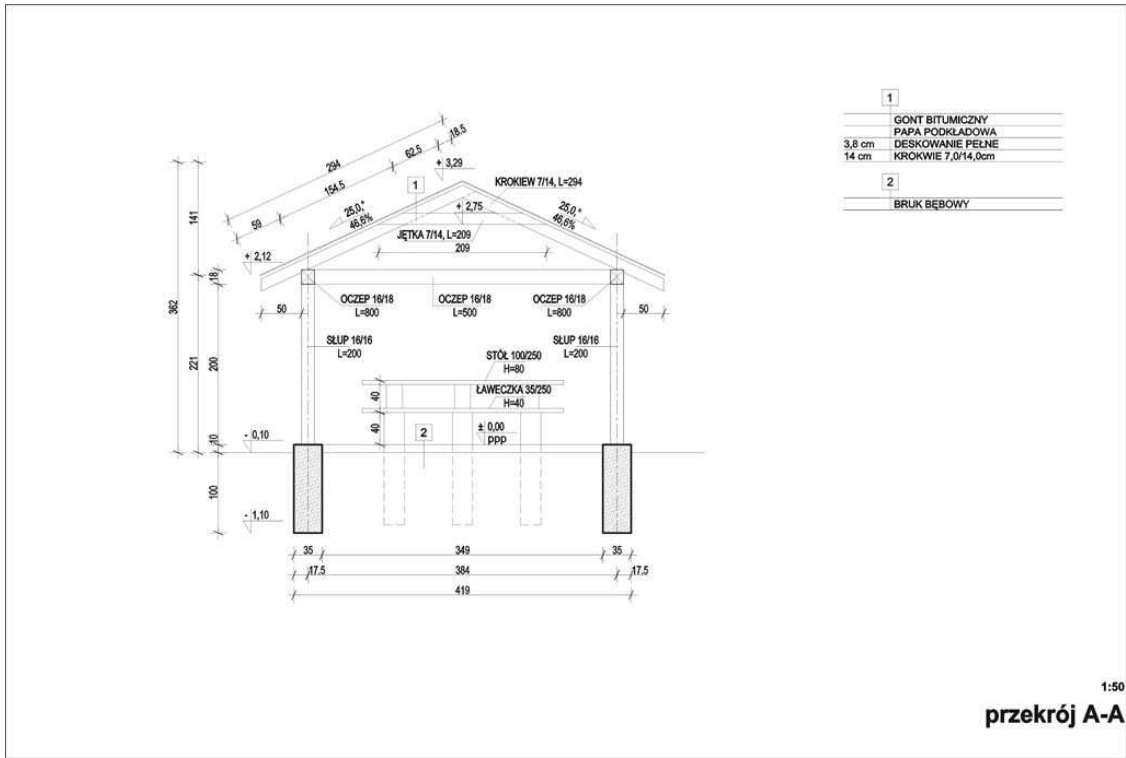 1
GONT BITUMICZNY
PAPA PODKŁADOWA
3,8 cm DESKOWANIE PEŁNE
14 cm KROKWIE 7,0/14,0cm
2
BRUK BĘBOWY
294
18.5
62.5
154.5
59
+ 3,29
1
KROKIEW 7/14, L=294
25,0,°
46,6%
+ 2,75
25,0,°
46,6%
JĘTKA 7/14, L=209
209
+ 2,12
141
18
362
221
200
10
100
50
50
OCZEP 16/18
L=800
OCZEP 16/18
L=500
OCZEP 16/18
L=800
SŁUP 16/16
L=200
SŁUP 16/16
L=200
STÓŁ 100/250
H=80
ŁAWECZKA 35/250
H=40
40
40
2
± 0,00
ppp
- 0,10
- 1,10
35
349
35
17.5
384
17.5
419
1:50
przekrój A-A